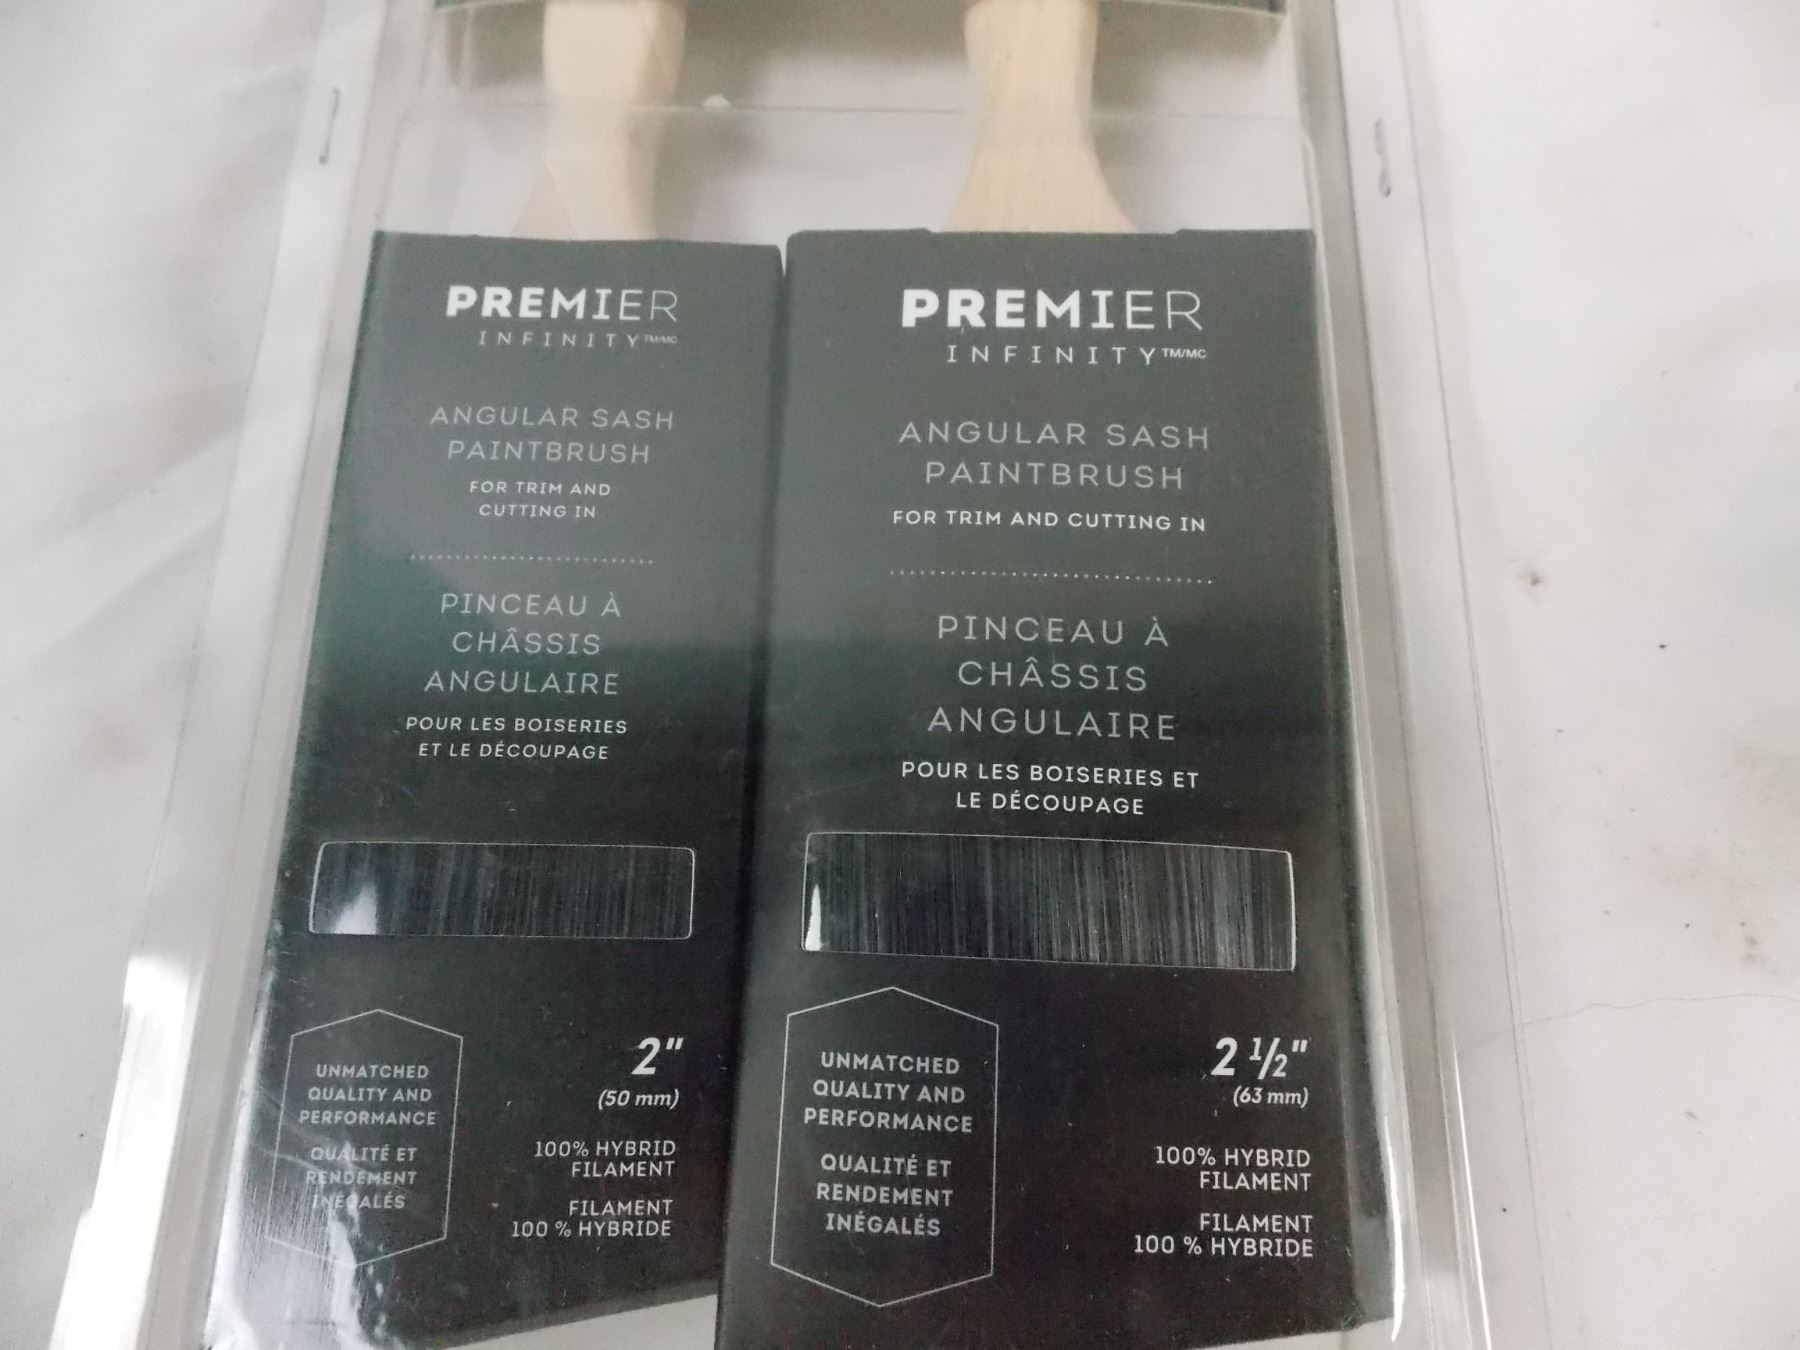 PREMIER
INFINITY™/MC
ANGULAR SASH
PAINTBRUSH
FOR TRIM AND
CUTTING IN
PINCEAU À
CHÂSSIS
ANGULAIRE
POUR LES BOISERIES
ET LE DÉCOUPAGE
UNMATCHED
QUALITY AND
PERFORMANCE
QUALITÉ ET
RENDEMENT
INÉGALÉS
2"
(50 mm)
100% HYBRID
FILAMENT
FILAMENT
100 % HYBRIDE
PREMIER
INFINITY™/MC
ANGULAR SASH
PAINTBRUSH
FOR TRIM AND CUTTING IN
PINCEAU À
CHÂSSIS
ANGULAIRE
POUR LES BOISERIES ET
LE DÉCOUPAGE
UNMATCHED
QUALITY AND
PERFORMANCE
QUALITÉ ET
RENDEMENT
INÉGALÉS
2 1/2"
(63 mm)
100% HYBRID
FILAMENT
FILAMENT
100 % HYBRIDE